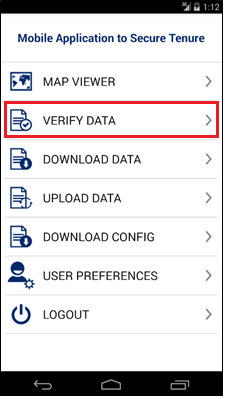 1:12
Mobile Application to Secure Tenure
MAP VIEWER
VERIFY DATA
DOWNLOAD DATA
UPLOAD DATA
DOWNLOAD CONFIG
USER PREFERENCES
LOGOUT